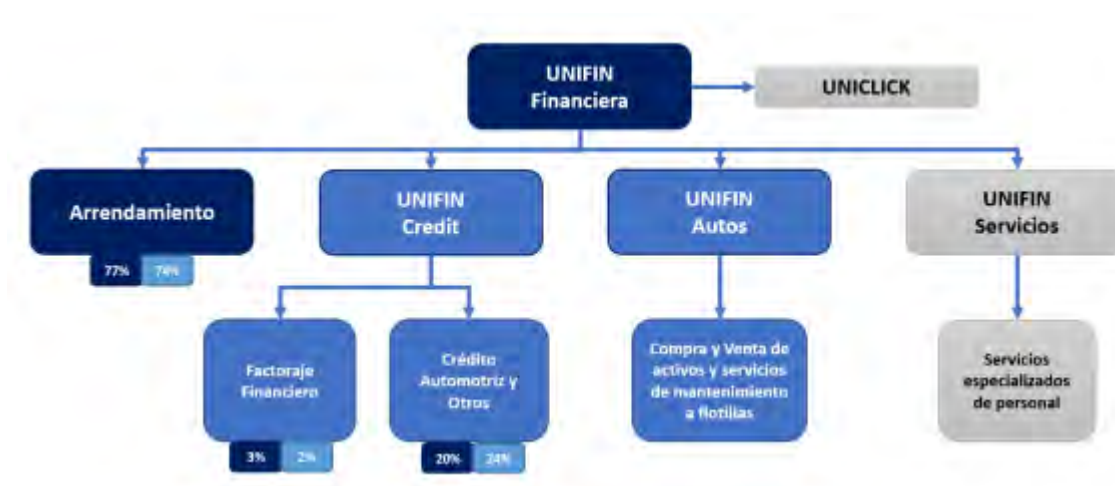 UNIFIN
Financiera
UNICLICK
Arrendamiento
UNIFIN
Credit
UNIFIN
Autos
UNIFIN
Servicios
77% 74%
Factoraje
Financiero
Crédito
Automotriz y
Otros
Compra y Venta de
activos y servicios
de mantenimiento
a flotillas
Servicios
especializados
de personal
3% 2%
20% 24%